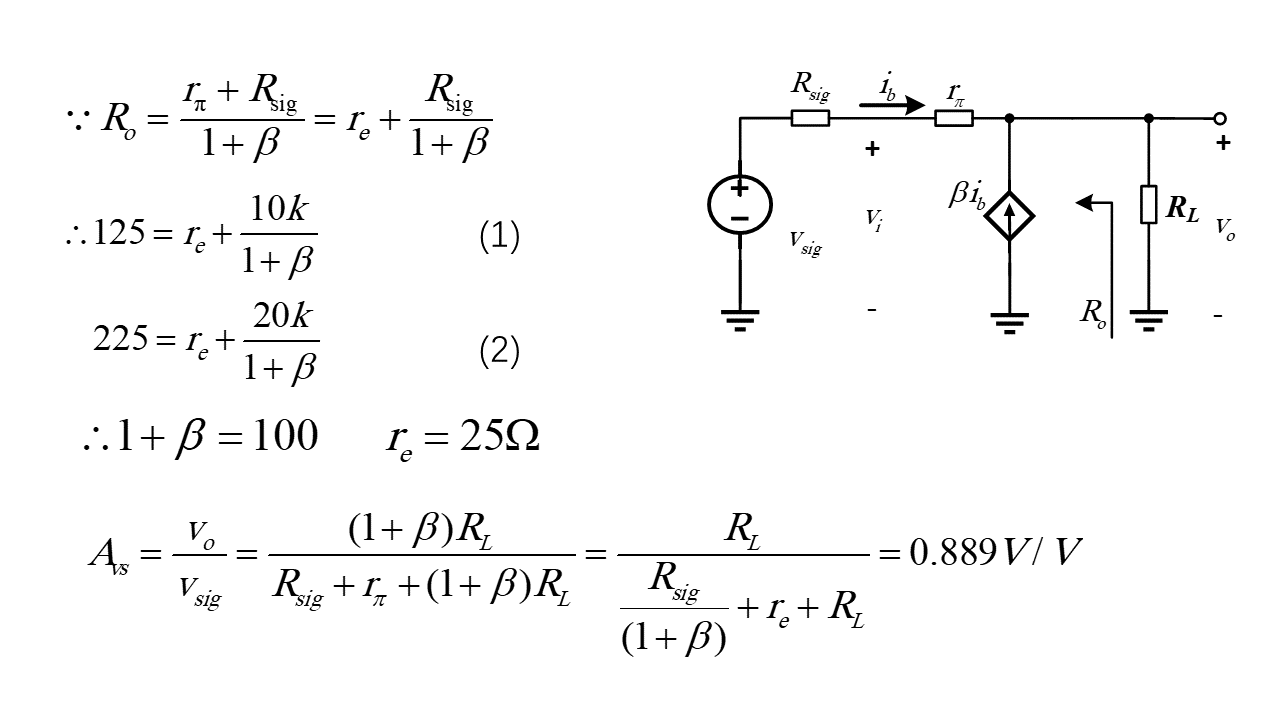 ∵ R_o = (r_π + R_sig)/(1+β) = r_e + R_sig/(1+β)
∴ 125 = r_e + 10k/(1+β) (1)
225 = r_e + 20k/(1+β) (2)
∴ 1+β = 100 r_e = 25Ω
A_vs = v_o/v_sig = (1+β)R_L/(R_sig + r_π + (1+β)R_L) = R_L/(R_sig/(1+β) + r_e + R_L) = 0.889 V/ V
R_sig i_b r_π
+ +
+ βi_b
- v_i R_L v_o
v_sig
- R_o -